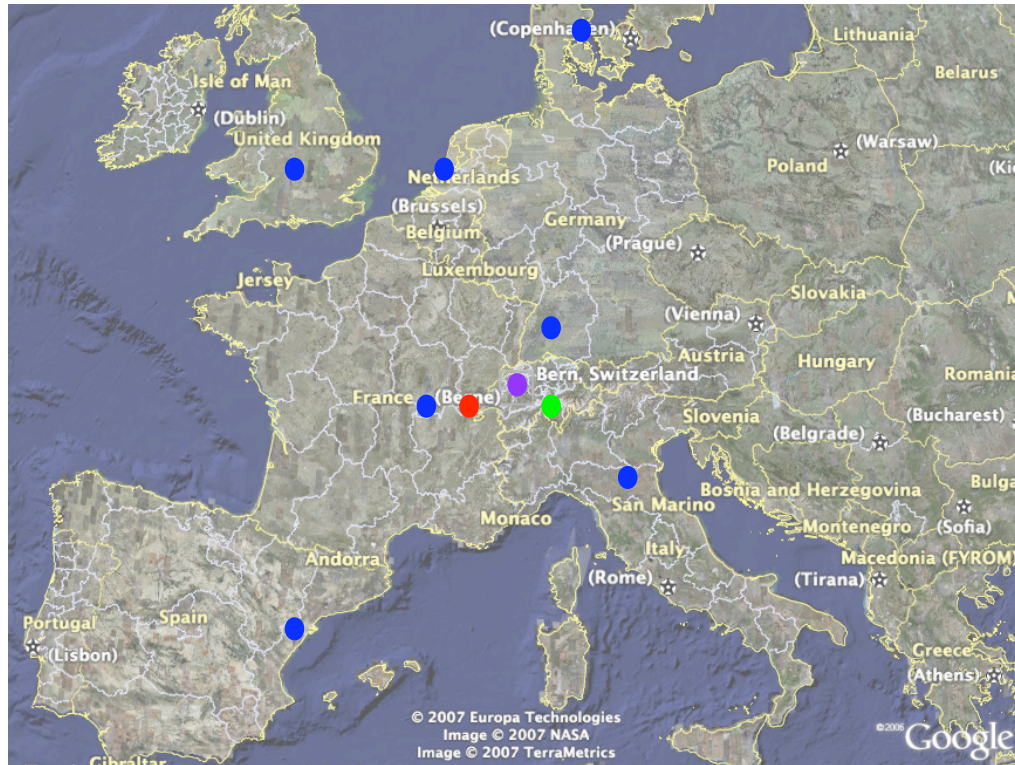 (Copenhagen)
Lithuania
Isle of Man
Belarus
(Dublin)
United Kingdom
(Warsaw)
Poland
Netherlands
(Brussels)
Germany
Belgium
(Prague)
Luxembourg
Jersey
Slovakia
(Vienna)
Austria
Hungary
Bern, Switzerland
Romania
France
(Berne)
Slovenia
(Bucharest)
(Belgrade)
Bosnia and Herzegovina
San Marino
Monaco
Montenegro
(Sofia)
Italy
Andorra
Macedonia (FYROM)
(Rome)
(Tirana)
Spain
Portugal
(Lisbon)
Greece
(Athens)
© 2007 Europa Technologies
Image © 2007 NASA
Image © 2007 TerraMetrics
Google
Gibraltar